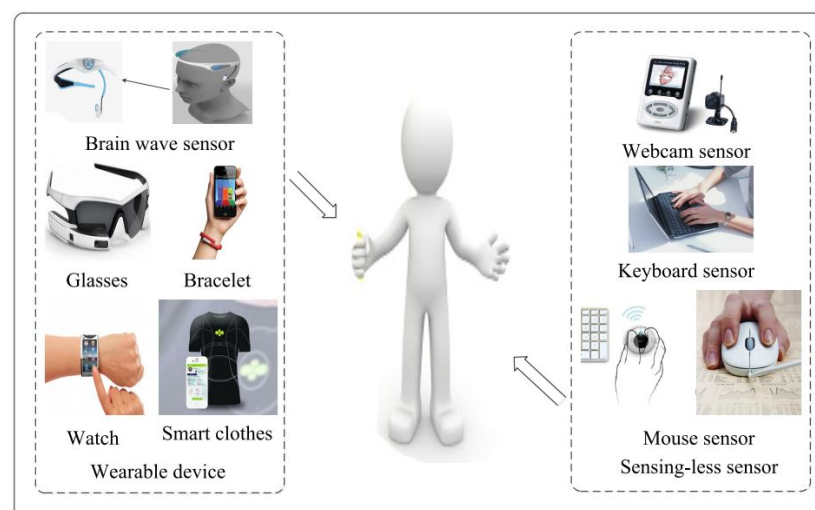 Brain wave sensor
Glasses
Bracelet
Watch
Smart clothes
Wearable device
Webcam sensor
Keyboard sensor
Mouse sensor
Sensing-less sensor